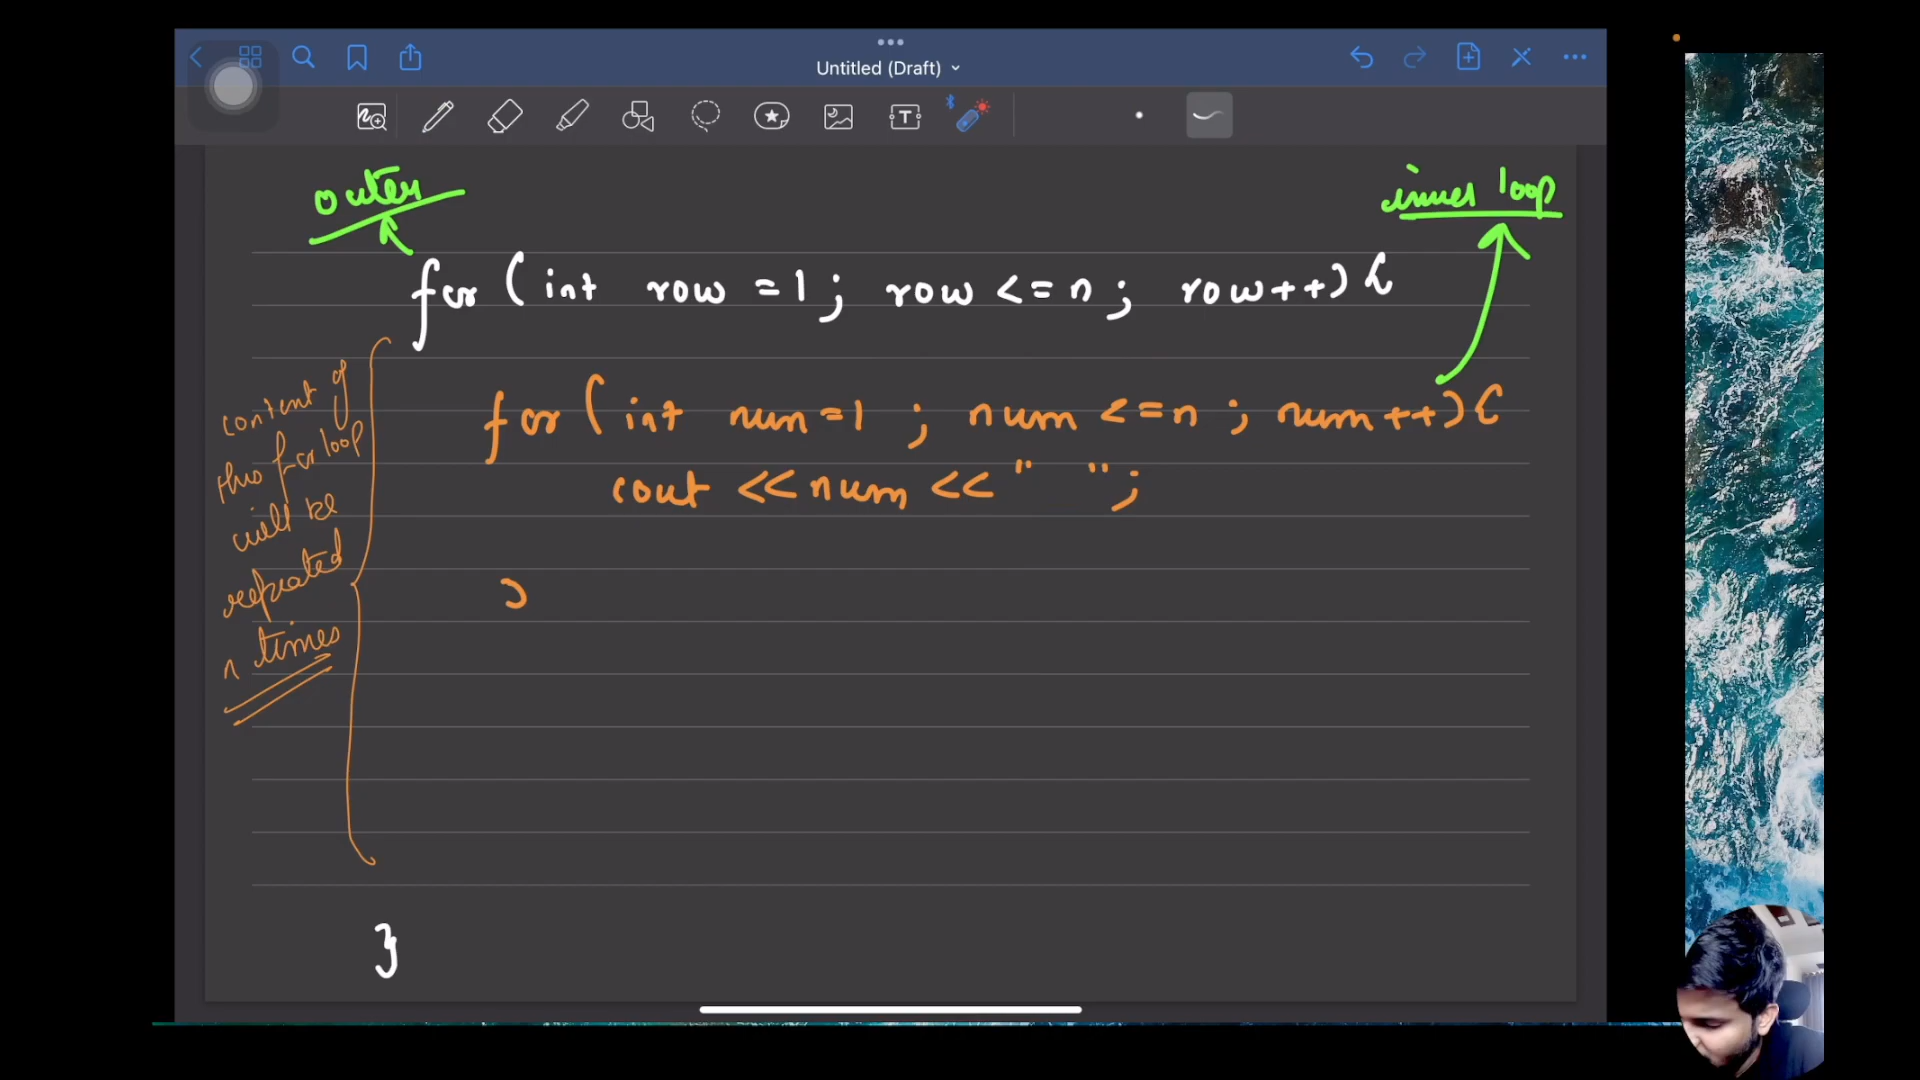 Untitled (Draft)
T
outer
inner loop
for ( int row = 1 ; row <= n ; row++) {
for ( int num = 1 ; num <= n ; num++) {
cout << num << " " ;
}
content of
this for loop
will be
repeated
n times
}